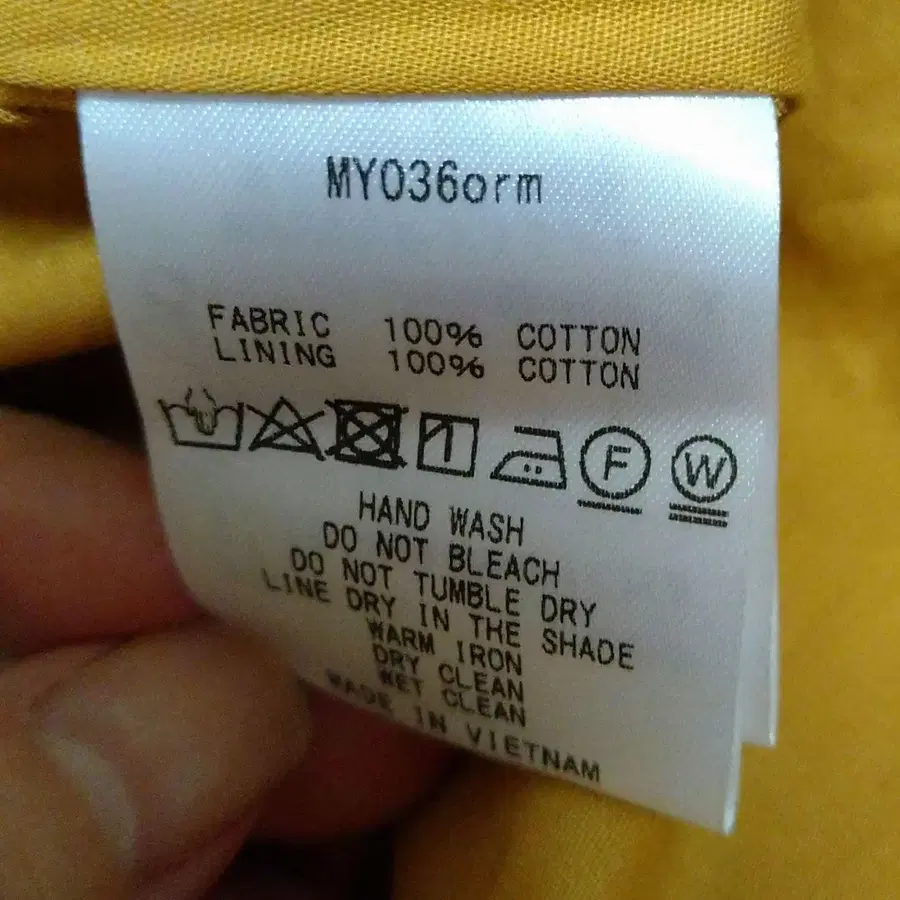 MY036orm
FABRIC 100% COTTON
LINING 100% COTTON
F W
HAND WASH
DO NOT BLEACH
DO NOT TUMBLE DRY
LINE DRY IN THE SHADE
WARM IRON
DRY CLEAN
WET CLEAN
MADE IN VIETNAM